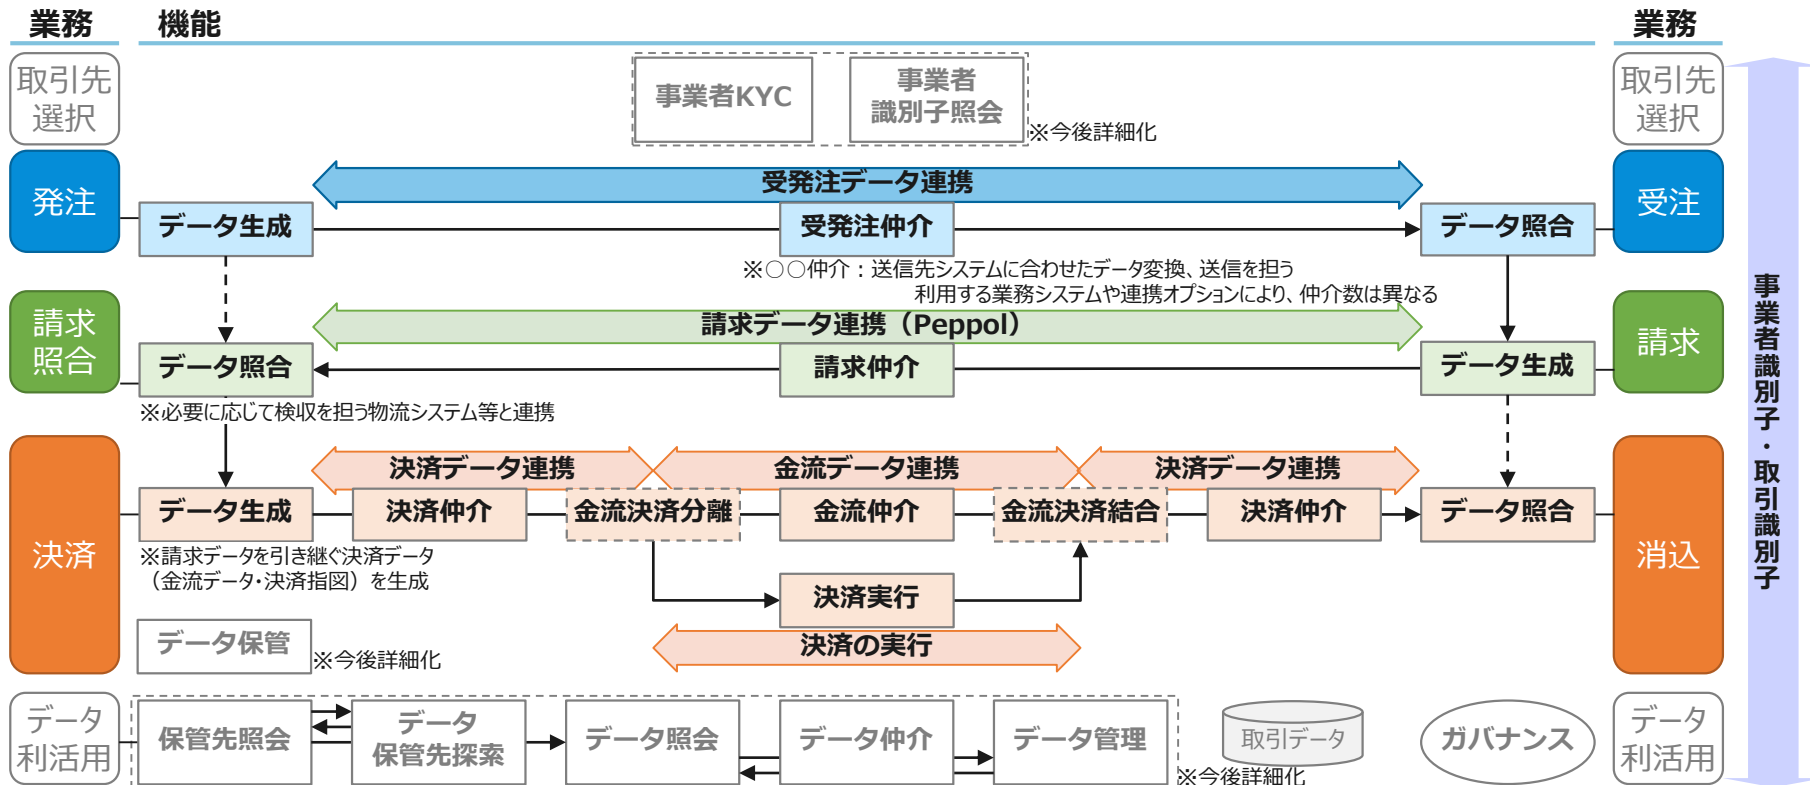 業務
機能
業務
取引先
選択
事業者KYC
事業者
識別子照会
※今後詳細化
取引先
選択
発注
受発注データ連携
受注
データ生成
受発注仲介
データ照合
※○○仲介：送信先システムに合わせたデータ変換、送信を担う
利用する業務システムや連携オプションにより、仲介数は異なる
請求
照合
請求データ連携（Peppol）
請求
データ照合
請求仲介
データ生成
※必要に応じて検収を担う物流システム等と連携
決済
決済データ連携
金流データ連携
決済データ連携
消込
データ生成
決済仲介
金流決済分離
金流仲介
金流決済結合
決済仲介
データ照合
※請求データを引き継ぐ決済データ
（金流データ・決済指図）を生成
決済実行
データ保管
※今後詳細化
決済の実行
データ
利活用
保管先照会
データ
保管先探索
データ照会
データ仲介
データ管理
※今後詳細化
取引データ
ガバナンス
データ
利活用
事業者識別子・取引識別子